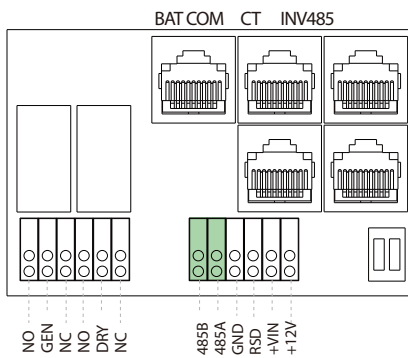 BAT COM CT INV485
NO
GEN
NC
NO
DRY
NC
485B
485A
GND
RSD
+VIN
+12V